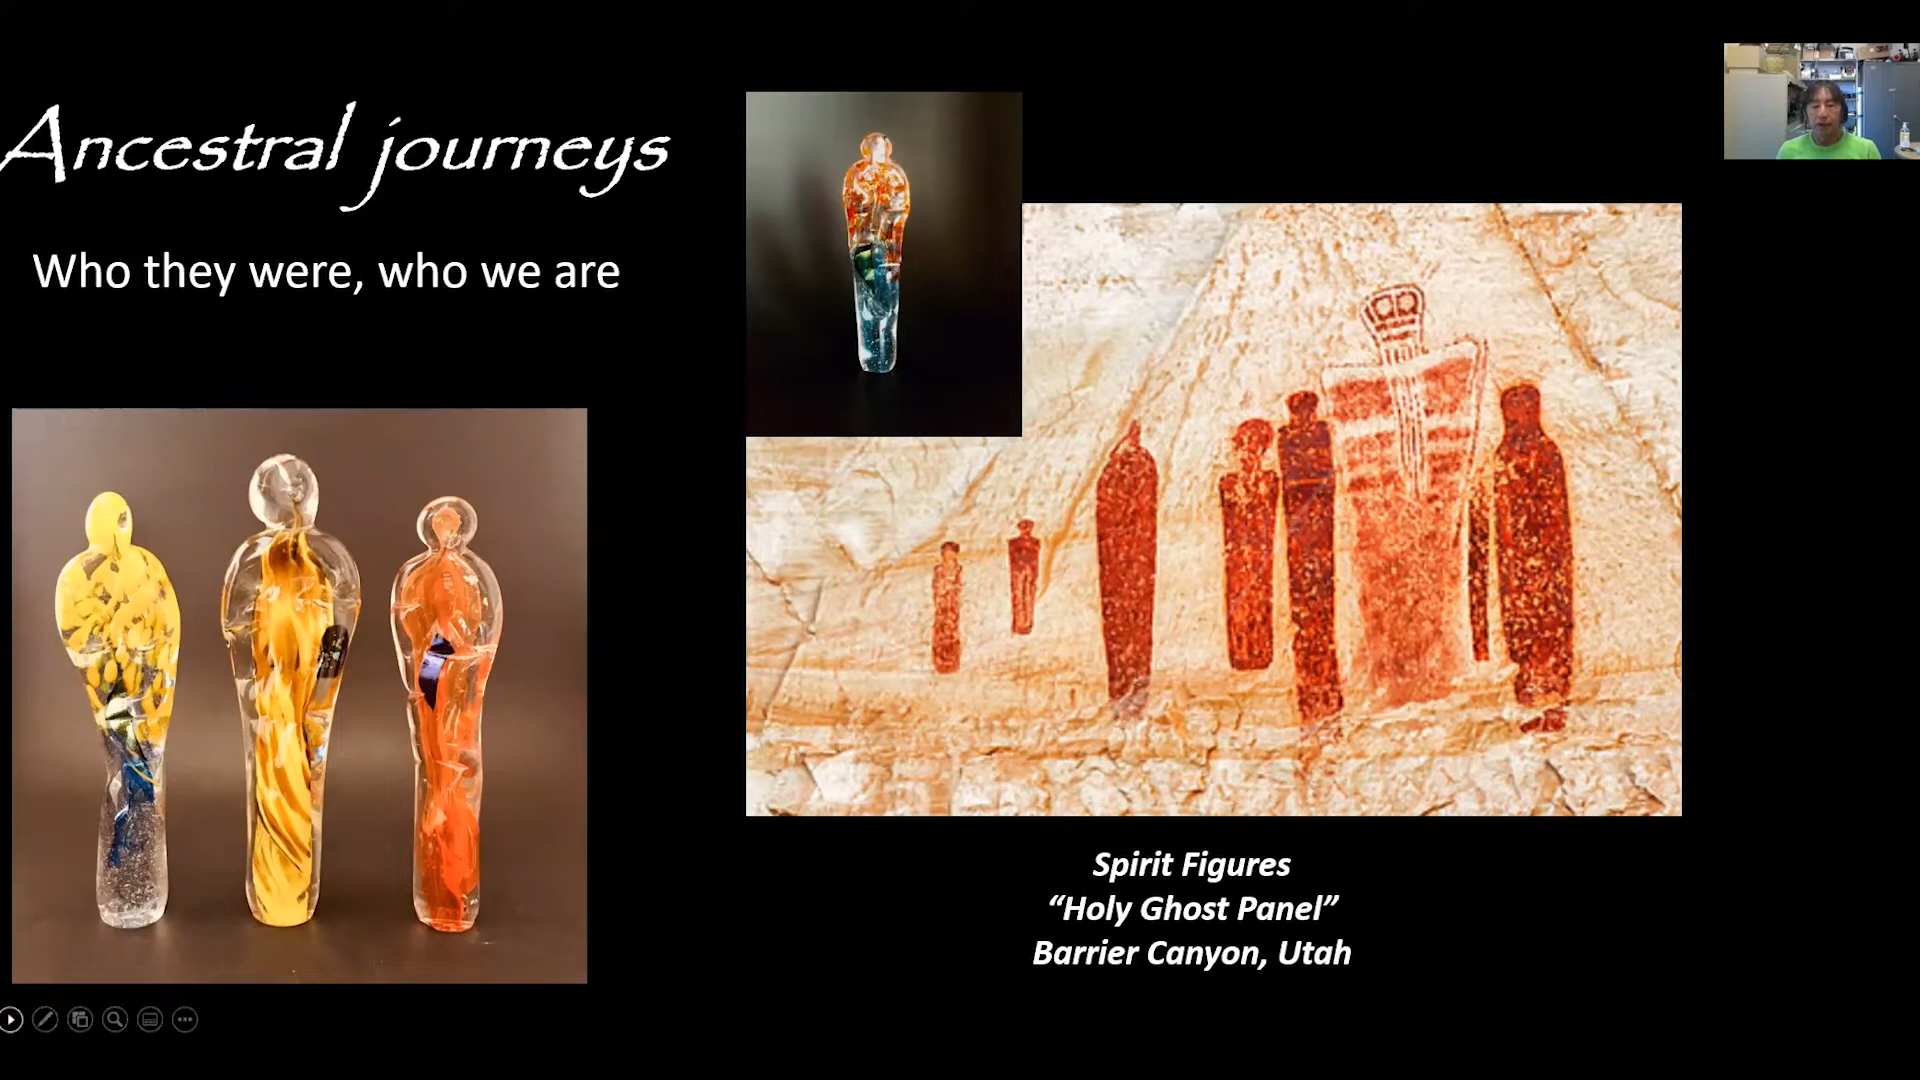 Ancestral journeys
Who they were, who we are
Spirit Figures
“Holy Ghost Panel”
Barrier Canyon, Utah